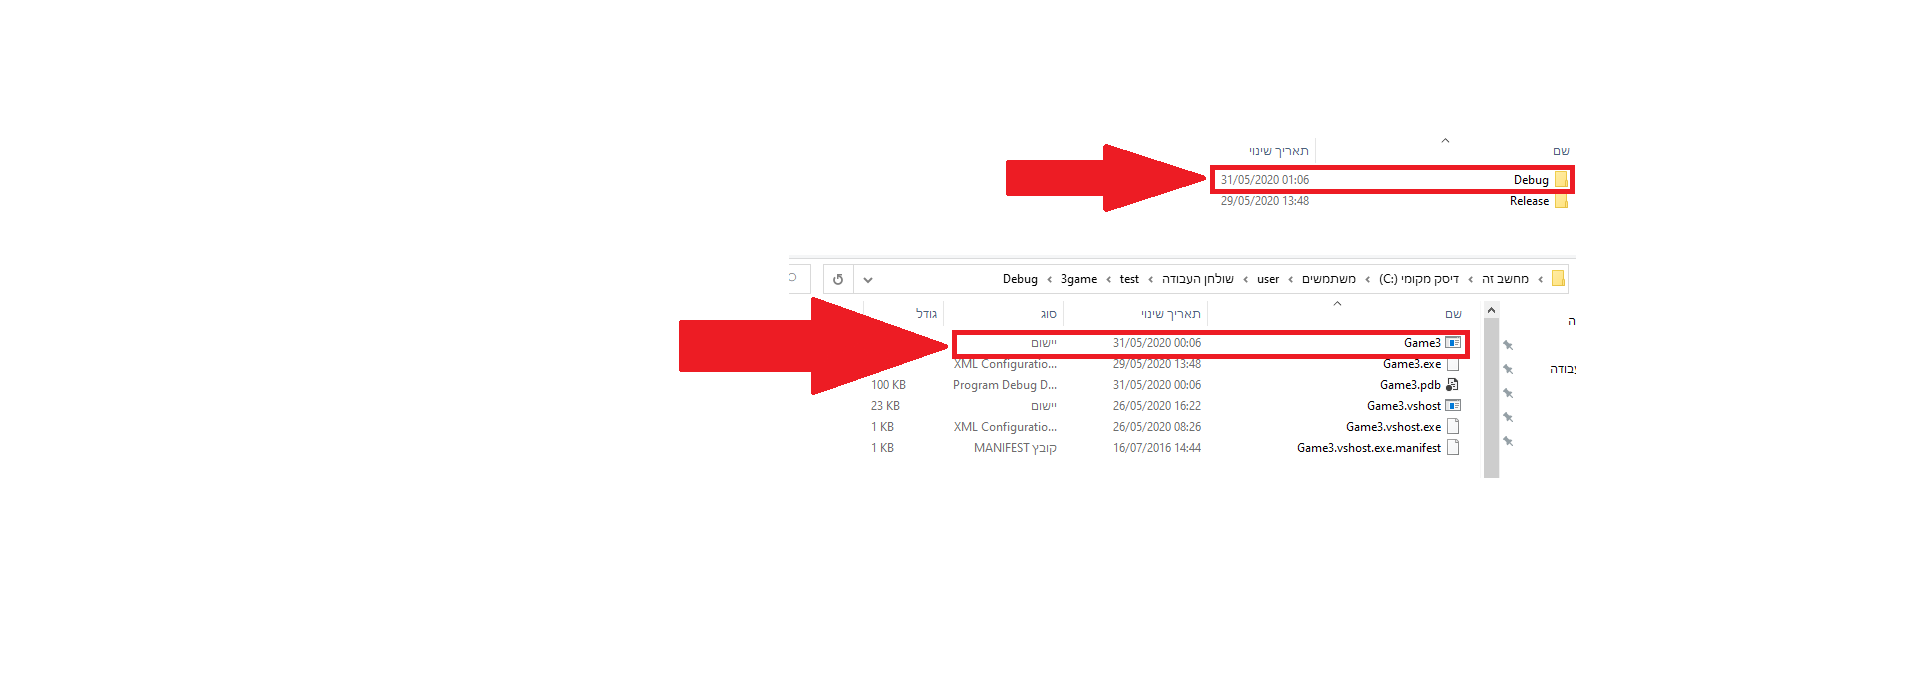 שם תאריך שינוי
Debug 31/05/2020 01:06
Release 29/05/2020 13:48
מחשב זה › דיסק מקומי (C:) › משתמשים › user › שולחן העבודה › test › 3game › Debug
שם תאריך שינוי סוג גודל
Game3 31/05/2020 00:06 יישום
Game3.exe 29/05/2020 13:48 XML Configuratio...
Game3.pdb 31/05/2020 00:06 Program Debug D... 100 KB
Game3.vshost 26/05/2020 16:22 יישום 23 KB
Game3.vshost.exe 26/05/2020 08:26 XML Configuratio... 1 KB
Game3.vshost.exe.manifest 16/07/2016 14:44 קובץ MANIFEST 1 KB